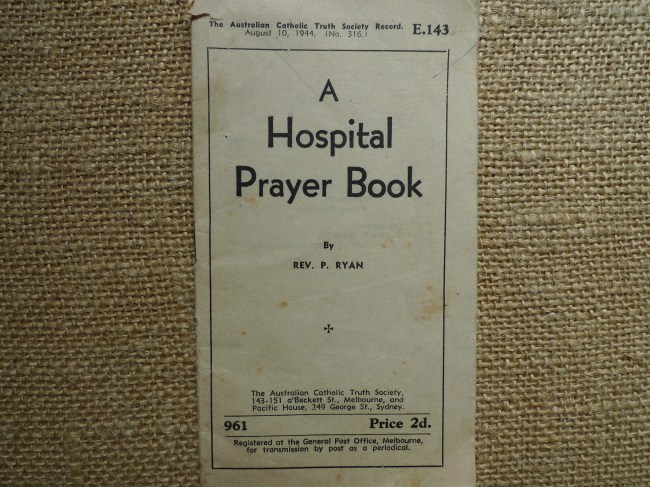 The Australian Catholic Truth Society Record. E.143
August 10, 1944. (No. 316.)
A
Hospital
Prayer Book
By
REV. P. RYAN
The Australian Catholic Truth Society,
143-151 a'Beckett St., Melbourne, and
Pacific House, 249 George St., Sydney.
961 Price 2d.
Registered at the General Post Office, Melbourne,
for transmission by post as a periodical.